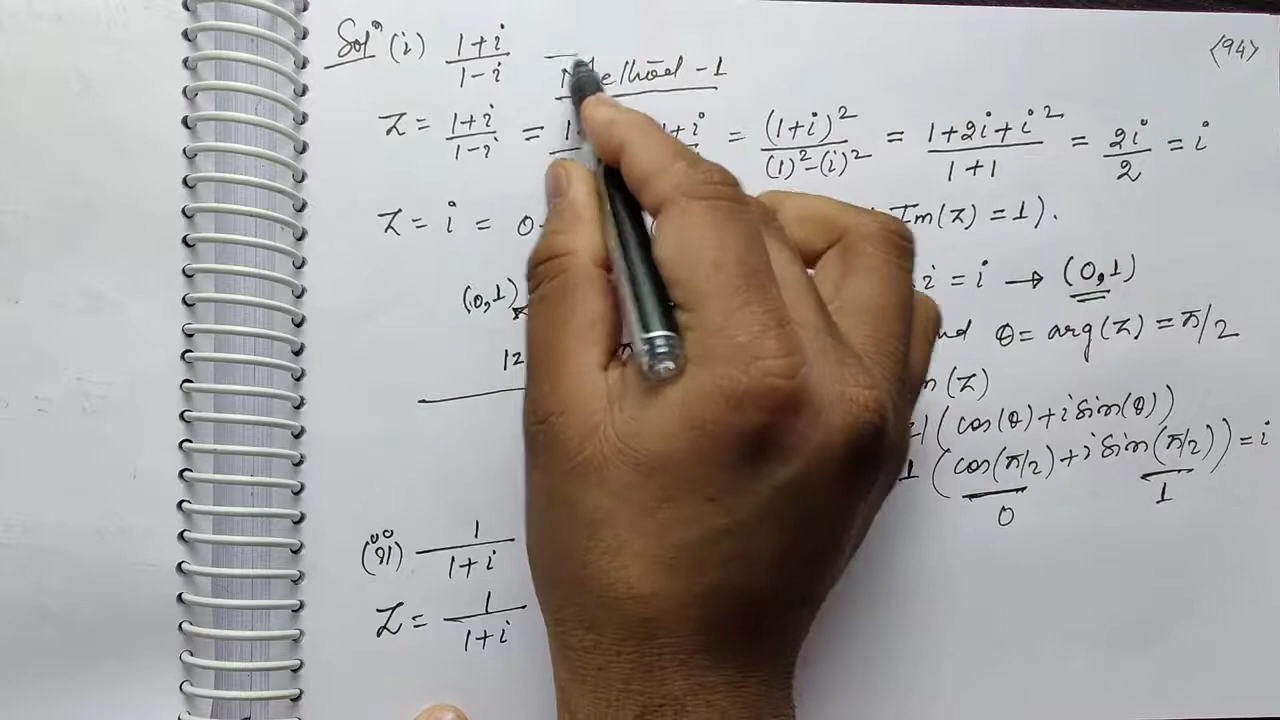 Solⁿ (i) (1+i)/(1-i) Method-1 <94>
Z = (1+i)/(1-i) = 1 +i = (1+i)²/((1)²-(i)²) = (1+2i+i²)/(1+1) = 2i/2 = i
Z = i = 0 Im(Z) = 1).
(0,1) i = i → (0,1)
12 π and θ = arg(Z) = π/2
(Z)
(cos(θ)+i sin(θ))
1 (cos(π/2)+i sin(π/2)) = i
0 1
(ii) 1/(1+i)
Z = 1/(1+i)